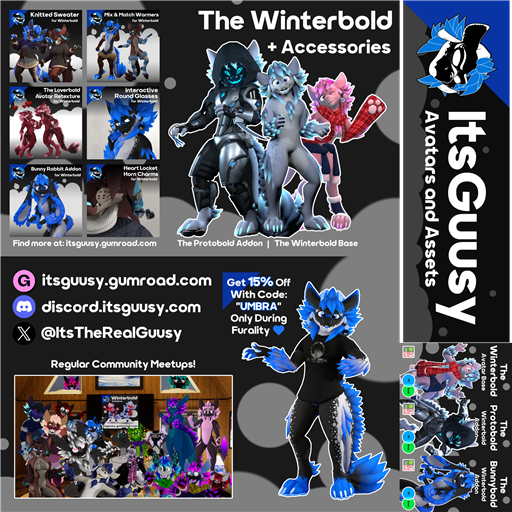 Knitted Sweater
for Winterbold
Mix & Match Warmers
for Winterbold
The Loverbold
Avatar Retexture
for Winterbold
Interactive
Round Glasses
for Winterbold
Bunny Rabbit Addon
for Winterbold
Heart Locket
Horn Charms
for Winterbold
Find more at: itsguusy.gumroad.com
The Winterbold
+ Accessories
The Protobold Addon | The Winterbold Base
ItsGuusy
Avatars and Assets
G itsguusy.gumroad.com
discord.itsguusy.com
X @ItsTheRealGuusy
Get 15% Off
With Code:
"UMBRA"
Only During
Furality 💙
Regular Community Meetups!
Winterbold
The
Winterbold
Avatar Base
The
Protobold
Winterbold
Addon
The
Bunnybold
Winterbold
Addon